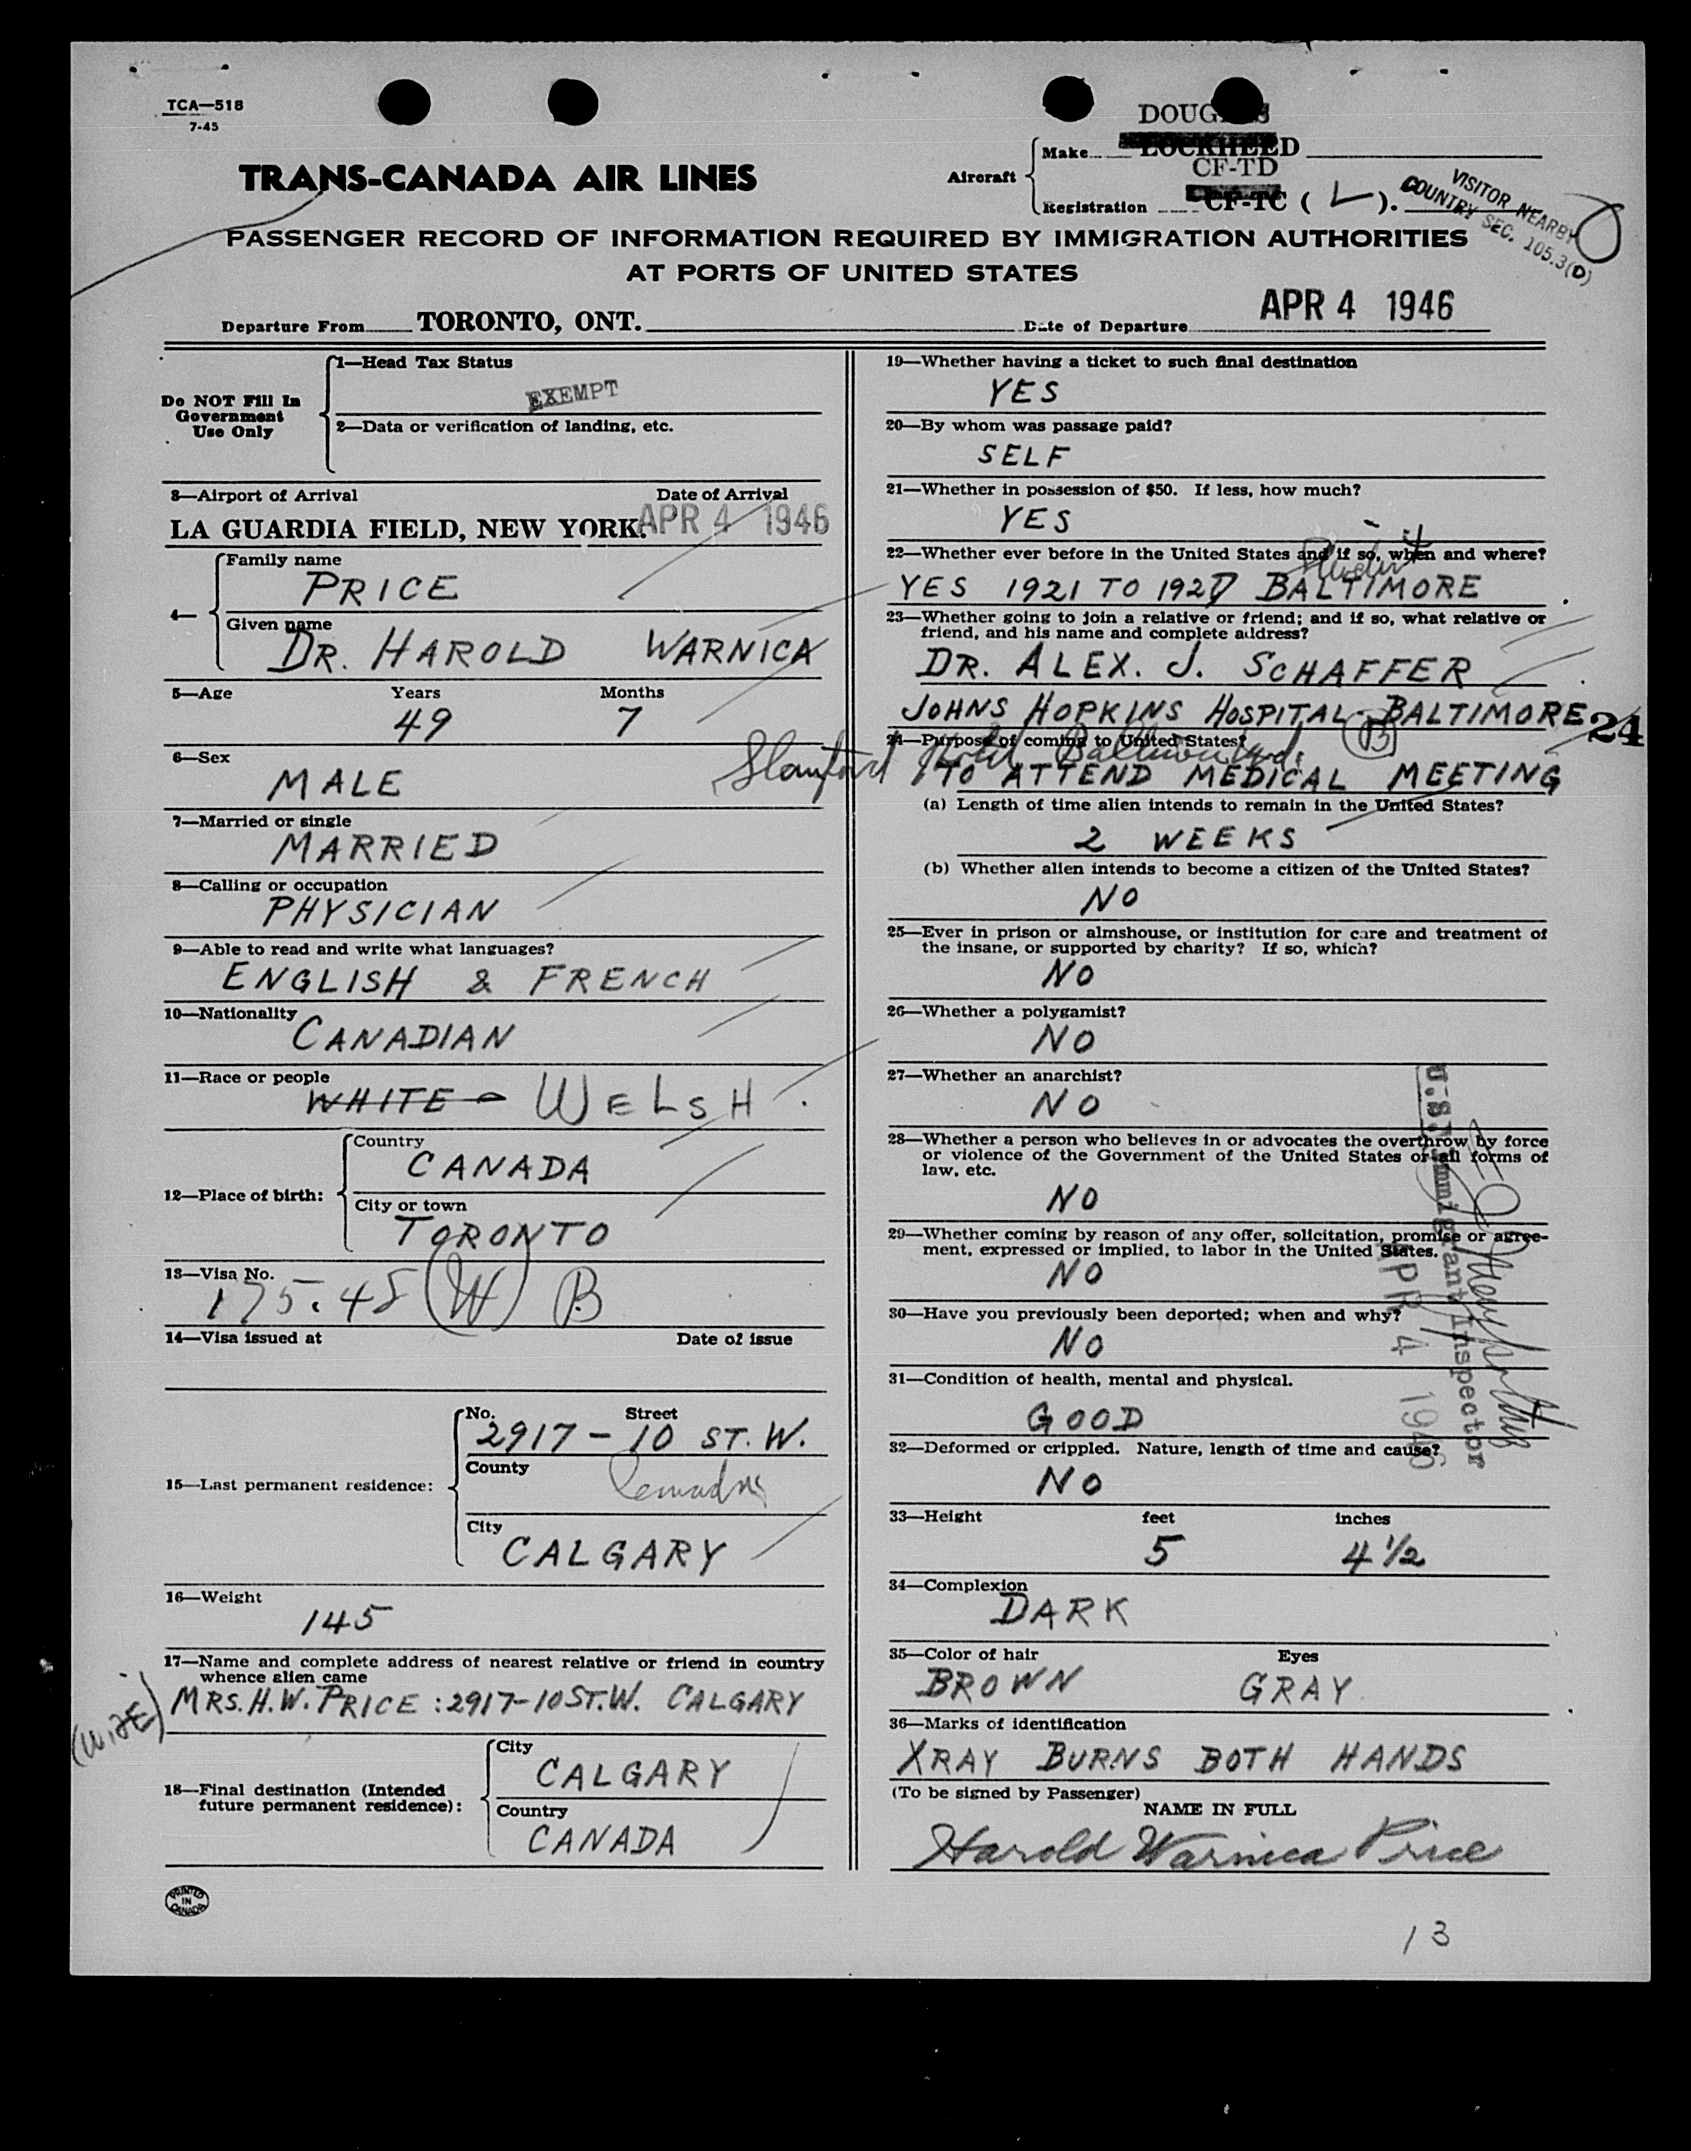 TCA—518
7-45
TRANS-CANADA AIR LINES
DOUGLAS
Aircraft
Make LOCKHEED
CF-TD
Registration CF-TC ( L ).
VISITOR NEARBY
COUNTRY SEC. 105.3(D)
PASSENGER RECORD OF INFORMATION REQUIRED BY IMMIGRATION AUTHORITIES
AT PORTS OF UNITED STATES
Departure From TORONTO, ONT. Date of Departure APR 4 1946
Do NOT Fill In
Government
Use Only
1—Head Tax Status
EXEMPT
2—Data or verification of landing, etc.
3—Airport of Arrival Date of Arrival
LA GUARDIA FIELD, NEW YORK. APR 4 1946
4—
Family name
PRICE
Given name
DR. HAROLD WARNICA
5—Age Years Months
49 7
6—Sex
MALE
7—Married or single
MARRIED
8—Calling or occupation
PHYSICIAN
9—Able to read and write what languages?
ENGLISH & FRENCH
10—Nationality
CANADIAN
11—Race or people
WHITE - WELSH.
12—Place of birth:
Country
CANADA
City or town
TORONTO
13—Visa No.
175.45 (W) B
14—Visa issued at Date of issue
15—Last permanent residence:
No. Street
2917 - 10 ST. W.
County
City
CALGARY
16—Weight
145
17—Name and complete address of nearest relative or friend in country
whence alien came
(WIFE) MRS. H. W. PRICE : 2917-10 ST. W. CALGARY
18—Final destination (Intended
future permanent residence):
City
CALGARY
Country
CANADA
PRINTED
IN
CANADA
19—Whether having a ticket to such final destination
YES
20—By whom was passage paid?
SELF
21—Whether in possession of $50. If less, how much?
YES
22—Whether ever before in the United States and if so, when and where?
Student
YES 1921 TO 1927 BALTIMORE
23—Whether going to join a relative or friend; and if so, what relative or
friend, and his name and complete address?
DR. ALEX. J. SCHAFFER
JOHNS HOPKINS HOSPITAL - BALTIMORE 24
24—Purpose of coming to United States?
Hotel Baltimore Md. B
TO ATTEND MEDICAL MEETING
(a) Length of time alien intends to remain in the United States?
2 WEEKS
(b) Whether alien intends to become a citizen of the United States?
NO
25—Ever in prison or almshouse, or institution for care and treatment of
the insane, or supported by charity? If so, which?
NO
26—Whether a polygamist?
NO
27—Whether an anarchist?
NO
28—Whether a person who believes in or advocates the overthrow by force
or violence of the Government of the United States or all forms of
law, etc.
NO
29—Whether coming by reason of any offer, solicitation, promise or agree-
ment, expressed or implied, to labor in the United States.
NO
30—Have you previously been deported; when and why?
NO
U.S. Immigrant Inspector
APR 4 1946
31—Condition of health, mental and physical.
GOOD
32—Deformed or crippled. Nature, length of time and cause?
NO
33—Height feet inches
5 4½
34—Complexion
DARK
35—Color of hair Eyes
BROWN GRAY
36—Marks of identification
XRAY BURNS BOTH HANDS
(To be signed by Passenger)
NAME IN FULL
Harold Warnica Price
13